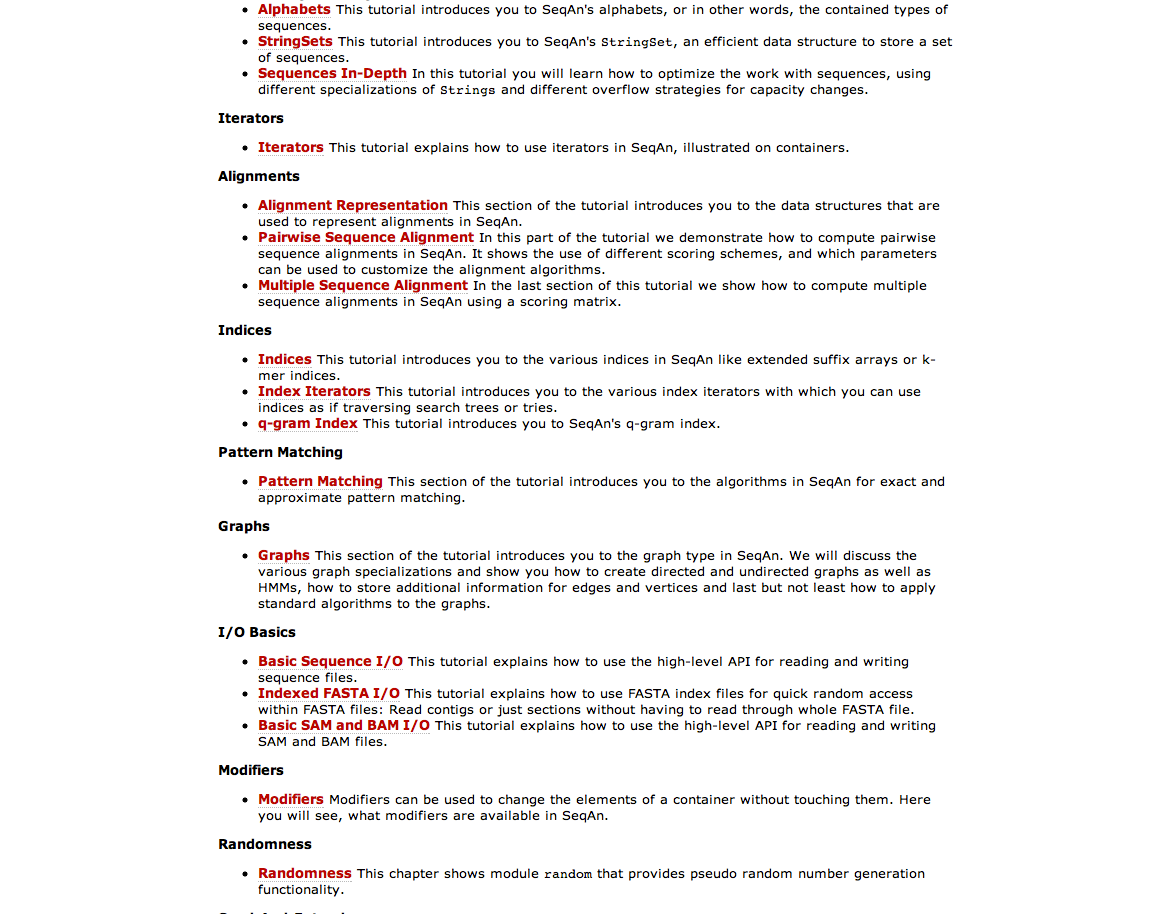 Alphabets This tutorial introduces you to SeqAn's alphabets, or in other words, the contained types of
sequences.
StringSets This tutorial introduces you to SeqAn's StringSet, an efficient data structure to store a set
of sequences.
Sequences In-Depth In this tutorial you will learn how to optimize the work with sequences, using
different specializations of Strings and different overflow strategies for capacity changes.
Iterators
Iterators This tutorial explains how to use iterators in SeqAn, illustrated on containers.
Alignments
Alignment Representation This section of the tutorial introduces you to the data structures that are
used to represent alignments in SeqAn.
Pairwise Sequence Alignment In this part of the tutorial we demonstrate how to compute pairwise
sequence alignments in SeqAn. It shows the use of different scoring schemes, and which parameters
can be used to customize the alignment algorithms.
Multiple Sequence Alignment In the last section of this tutorial we show how to compute multiple
sequence alignments in SeqAn using a scoring matrix.
Indices
Indices This tutorial introduces you to the various indices in SeqAn like extended suffix arrays or k-
mer indices.
Index Iterators This tutorial introduces you to the various index iterators with which you can use
indices as if traversing search trees or tries.
q-gram Index This tutorial introduces you to SeqAn's q-gram index.
Pattern Matching
Pattern Matching This section of the tutorial introduces you to the algorithms in SeqAn for exact and
approximate pattern matching.
Graphs
Graphs This section of the tutorial introduces you to the graph type in SeqAn. We will discuss the
various graph specializations and show you how to create directed and undirected graphs as well as
HMMs, how to store additional information for edges and vertices and last but not least how to apply
standard algorithms to the graphs.
I/O Basics
Basic Sequence I/O This tutorial explains how to use the high-level API for reading and writing
sequence files.
Indexed FASTA I/O This tutorial explains how to use FASTA index files for quick random access
within FASTA files: Read contigs or just sections without having to read through whole FASTA file.
Basic SAM and BAM I/O This tutorial explains how to use the high-level API for reading and writing
SAM and BAM files.
Modifiers
Modifiers Modifiers can be used to change the elements of a container without touching them. Here
you will see, what modifiers are available in SeqAn.
Randomness
Randomness This chapter shows module random that provides pseudo random number generation
functionality.